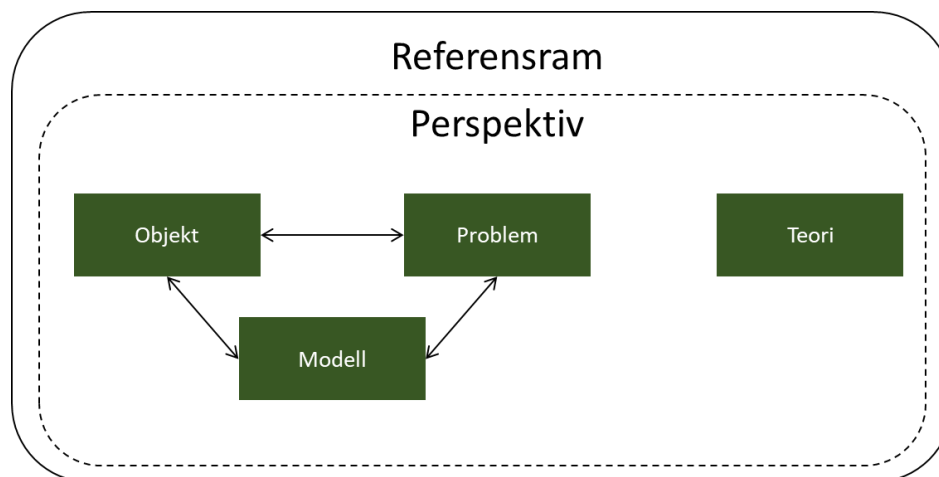 Referensram
Perspektiv
Objekt
Problem
Teori
Modell